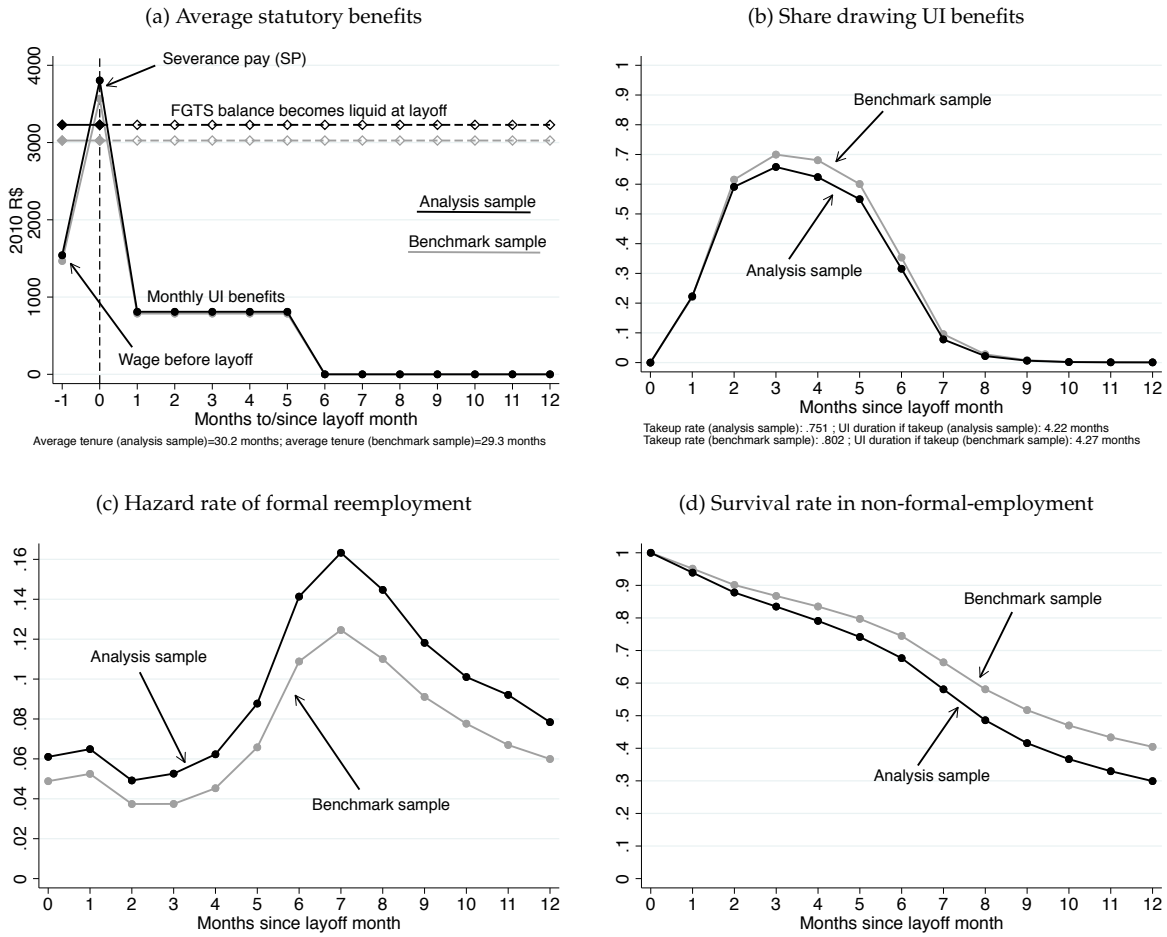 (a) Average statutory benefits
4000
3000
2000
1000
0
2010 R$
Severance pay (SP)
FGTS balance becomes liquid at layoff
Analysis sample
Benchmark sample
Monthly UI benefits
Wage before layoff
-1 0 1 2 3 4 5 6 7 8 9 10 11 12
Months to/since layoff month
Average tenure (analysis sample)=30.2 months; average tenure (benchmark sample)=29.3 months
(b) Share drawing UI benefits
1
.9
.8
.7
.6
.5
.4
.3
.2
.1
0
Benchmark sample
Analysis sample
0 1 2 3 4 5 6 7 8 9 10 11 12
Months since layoff month
Takeup rate (analysis sample): .751 ; UI duration if takeup (analysis sample): 4.22 months
Takeup rate (benchmark sample): .802 ; UI duration if takeup (benchmark sample): 4.27 months
(c) Hazard rate of formal reemployment
.16
.14
.12
.1
.08
.06
.04
.02
0
Analysis sample
Benchmark sample
0 1 2 3 4 5 6 7 8 9 10 11 12
Months since layoff month
(d) Survival rate in non-formal-employment
1
.9
.8
.7
.6
.5
.4
.3
.2
.1
0
Benchmark sample
Analysis sample
0 1 2 3 4 5 6 7 8 9 10 11 12
Months since layoff month